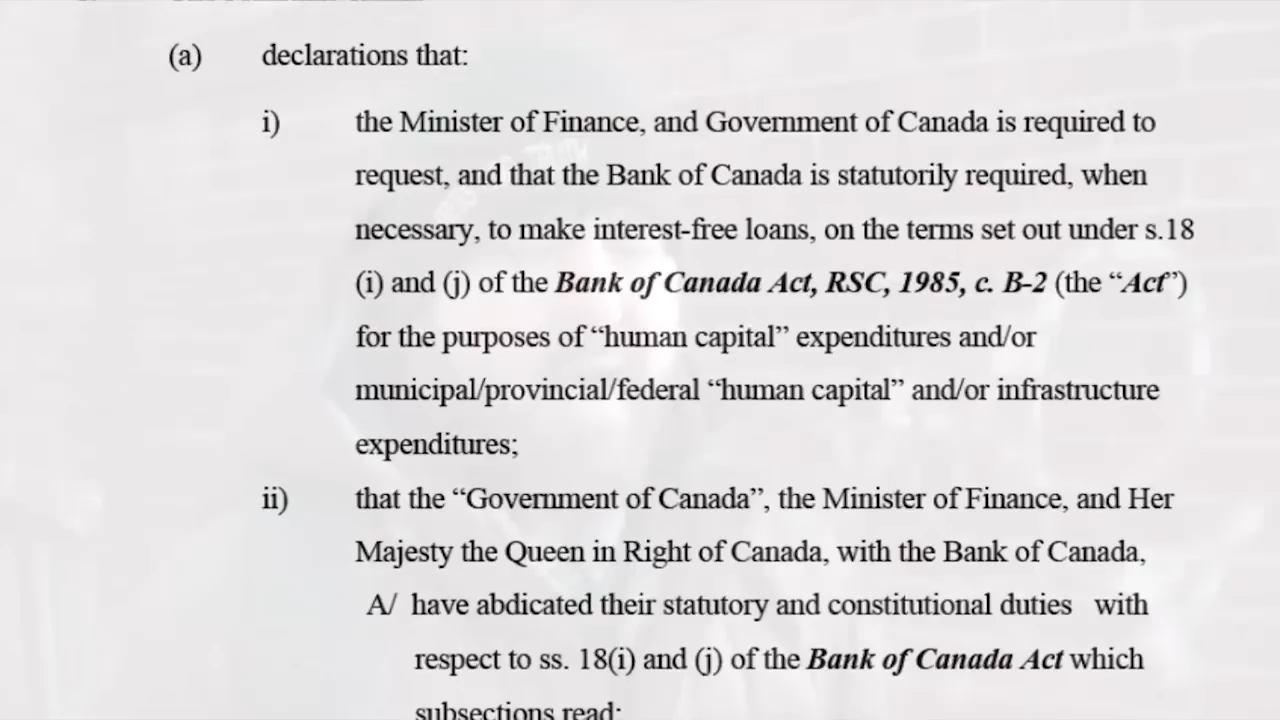 (a) declarations that:
i) the Minister of Finance, and Government of Canada is required to
request, and that the Bank of Canada is statutorily required, when
necessary, to make interest-free loans, on the terms set out under s.18
(i) and (j) of the Bank of Canada Act, RSC, 1985, c. B-2 (the “Act”)
for the purposes of “human capital” expenditures and/or
municipal/provincial/federal “human capital” and/or infrastructure
expenditures;
ii) that the “Government of Canada”, the Minister of Finance, and Her
Majesty the Queen in Right of Canada, with the Bank of Canada,
A/ have abdicated their statutory and constitutional duties with
respect to ss. 18(i) and (j) of the Bank of Canada Act which
subsections read: